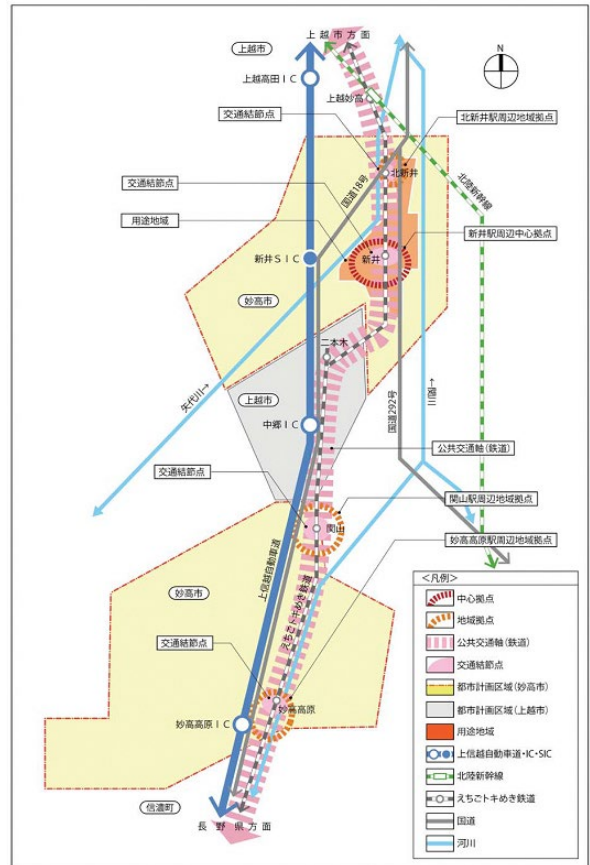 上越市方面
上越市
N
上越高田IC
上越妙高
交通結節点
北新井駅周辺地域拠点
北新井
国道18号
北陸新幹線
交通結節点
用途地域
新井駅周辺中心拠点
新井SIC
新井
妙高市
二本木
矢代川→
上越市
←関川
国道292号
中郷IC
公共交通軸(鉄道)
交通結節点
関山駅周辺地域拠点
関山
妙高高原駅周辺地域拠点
上信越自動車道
えちごトキめき鉄道
妙高市
交通結節点
妙高高原
妙高高原IC
信濃町
長野県方面
<凡例>
中心拠点
地域拠点
公共交通軸(鉄道)
交通結節点
都市計画区域(妙高市)
都市計画区域(上越市)
用途地域
上信越自動車道・IC・SIC
北陸新幹線
えちごトキめき鉄道
国道
河川